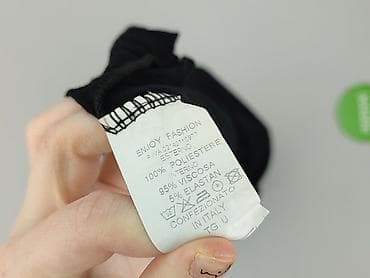 ENJOY FASHION
ESTERNO
100% POLIESTERE
INTERNO
95% VISCOSA
5% ELASTAN
CONFEZIONATO
IN ITALY
TG U